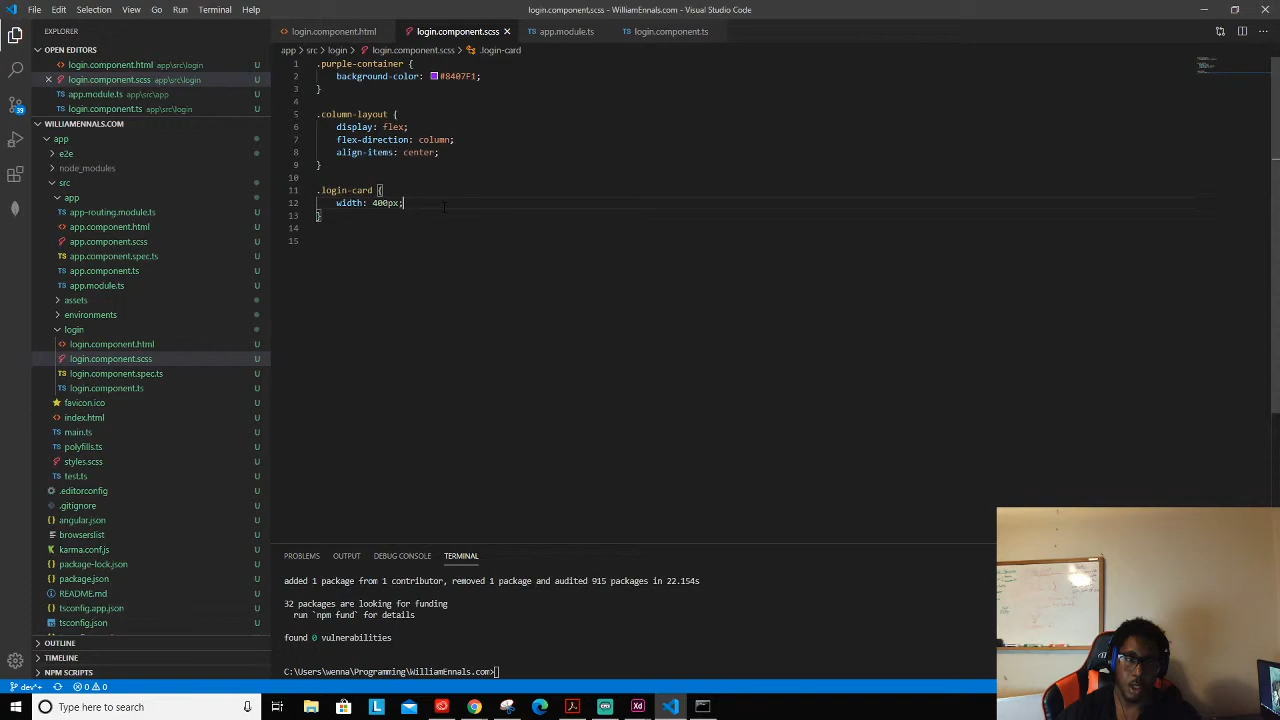 File Edit Selection View Go Run Terminal Help
login.component.scss - WilliamEnnals.com - Visual Studio Code
EXPLORER
OPEN EDITORS
login.component.html app\src\login
login.component.scss app\src\login
app.module.ts app\src\app
login.component.ts app\src\login
WILLIAMENNALS.COM
app
e2e
node_modules
src
app
app-routing.module.ts U
app.component.html U
app.component.scss U
app.component.spec.ts U
app.component.ts U
app.module.ts U
assets
environments
login
login.component.html U
login.component.scss U
login.component.spec.ts U
login.component.ts U
favicon.ico U
index.html U
main.ts U
polyfills.ts U
styles.scss U
test.ts U
.editorconfig U
.gitignore U
angular.json U
browserslist U
karma.conf.js U
package-lock.json U
package.json U
README.md U
tsconfig.app.json U
tsconfig.json U
OUTLINE
TIMELINE
NPM SCRIPTS
39
login.component.html login.component.scss app.module.ts login.component.ts
app > src > login > login.component.scss > .login-card
1 .purple-container {
2 background-color: #8407F1;
3 }
4
5 .column-layout {
6 display: flex;
7 flex-direction: column;
8 align-items: center;
9 }
10
11 .login-card {
12 width: 400px;
13 }
14
15
PROBLEMS OUTPUT DEBUG CONSOLE TERMINAL
added 1 package from 1 contributor, removed 1 package and audited 915 packages in 22.154s
32 packages are looking for funding
run `npm fund` for details
found 0 vulnerabilities
C:\Users\wenna\Programming\WilliamEnnals.com>
dev*+ 0 0
Type here to search
L
Xd